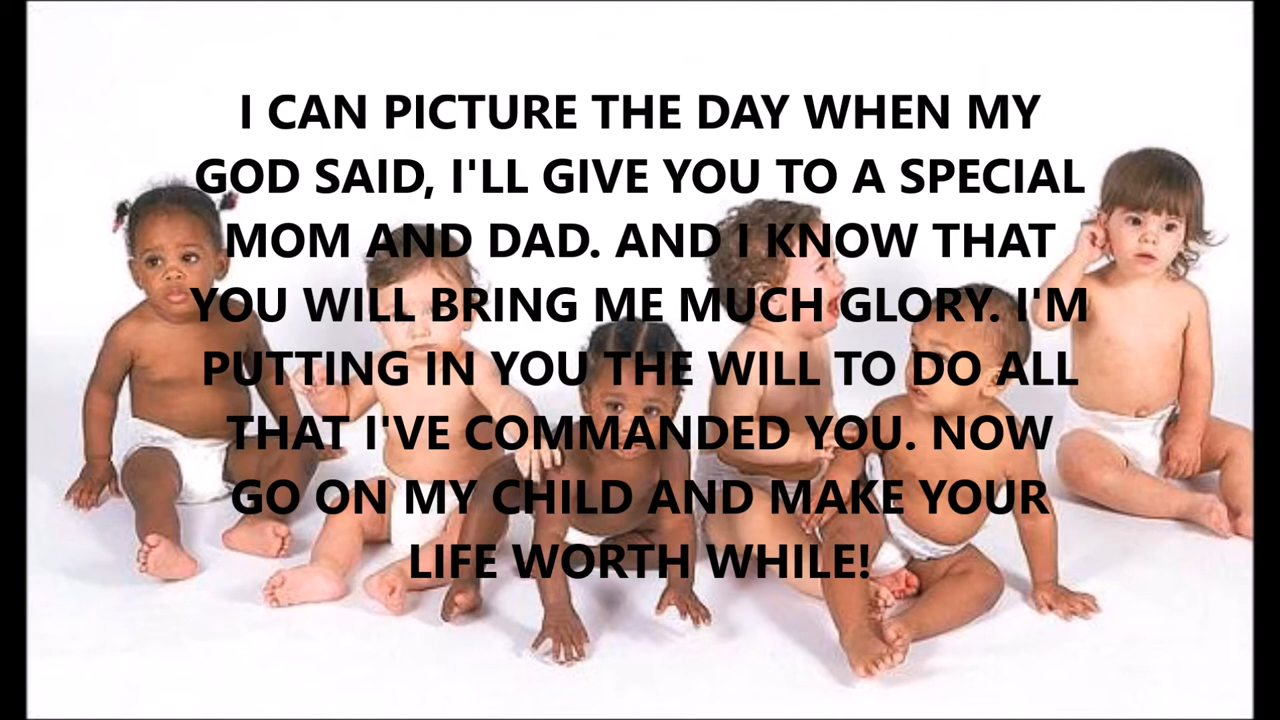 I CAN PICTURE THE DAY WHEN MY
GOD SAID, I'LL GIVE YOU TO A SPECIAL
MOM AND DAD. AND I KNOW THAT
YOU WILL BRING ME MUCH GLORY. I'M
PUTTING IN YOU THE WILL TO DO ALL
THAT I'VE COMMANDED YOU. NOW
GO ON MY CHILD AND MAKE YOUR
LIFE WORTH WHILE!